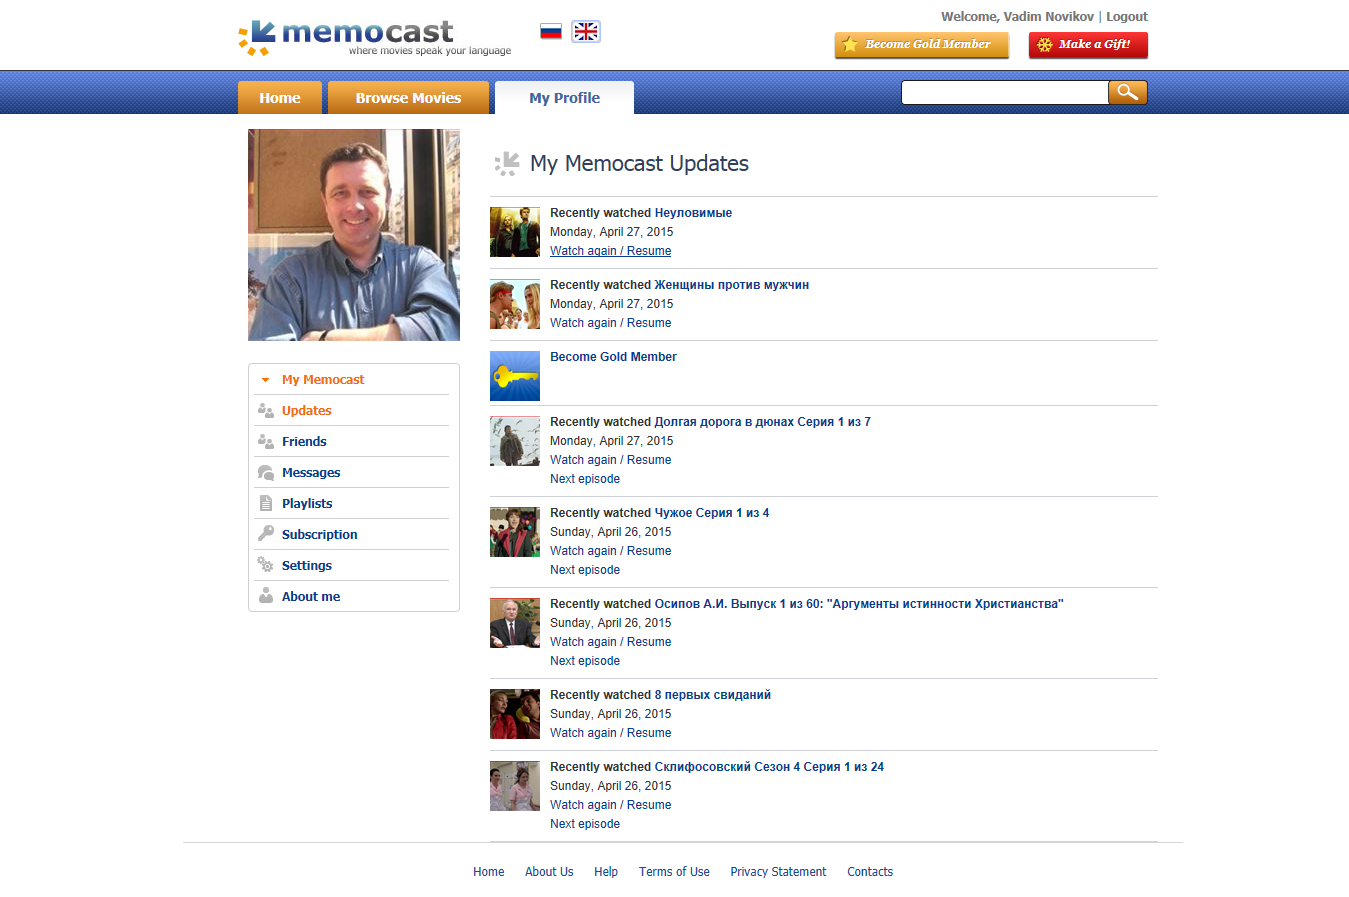 memocast
where movies speak your language
Welcome, Vadim Novikov | Logout
Become Gold Member
Make a Gift!
Home
Browse Movies
My Profile
My Memocast
Updates
Friends
Messages
Playlists
Subscription
Settings
About me
My Memocast Updates
Recently watched Неуловимые
Monday, April 27, 2015
Watch again / Resume
Recently watched Женщины против мужчин
Monday, April 27, 2015
Watch again / Resume
Become Gold Member
Recently watched Долгая дорога в дюнах Серия 1 из 7
Monday, April 27, 2015
Watch again / Resume
Next episode
Recently watched Чужое Серия 1 из 4
Sunday, April 26, 2015
Watch again / Resume
Next episode
Recently watched Осипов А.И. Выпуск 1 из 60: "Аргументы истинности Христианства"
Sunday, April 26, 2015
Watch again / Resume
Next episode
Recently watched 8 первых свиданий
Sunday, April 26, 2015
Watch again / Resume
Recently watched Склифосовский Сезон 4 Серия 1 из 24
Sunday, April 26, 2015
Watch again / Resume
Next episode
Home About Us Help Terms of Use Privacy Statement Contacts